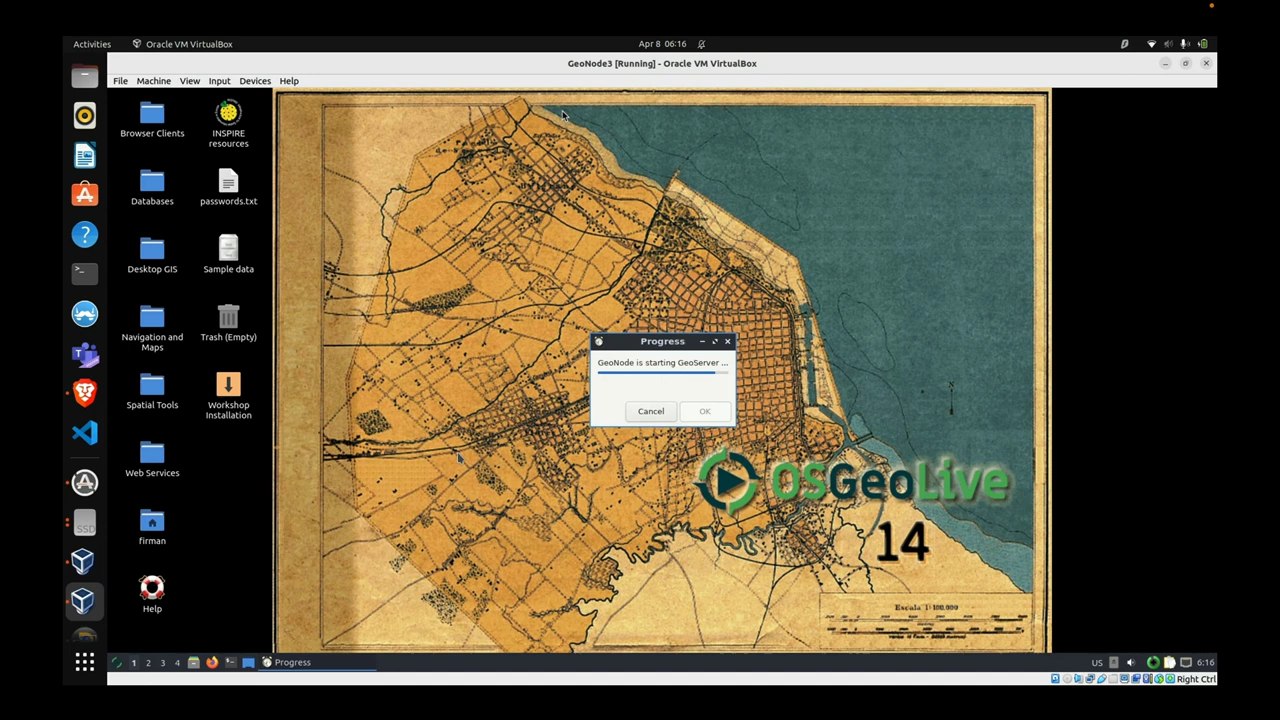 Activities
Oracle VM VirtualBox
Apr 8 06:16
GeoNode3 [Running] - Oracle VM VirtualBox
File Machine View Input Devices Help
Browser Clients
INSPIRE
resources
Databases
passwords.txt
Desktop GIS
Sample data
Navigation and
Maps
Trash (Empty)
Spatial Tools
Workshop
Installation
Web Services
firman
Help
Progress
GeoNode is starting GeoServer ...
Cancel
OK
OSGeoLive
14
Escala 1:100.000
SSD
1 2 3 4
Progress
US
6:16
Right Ctrl